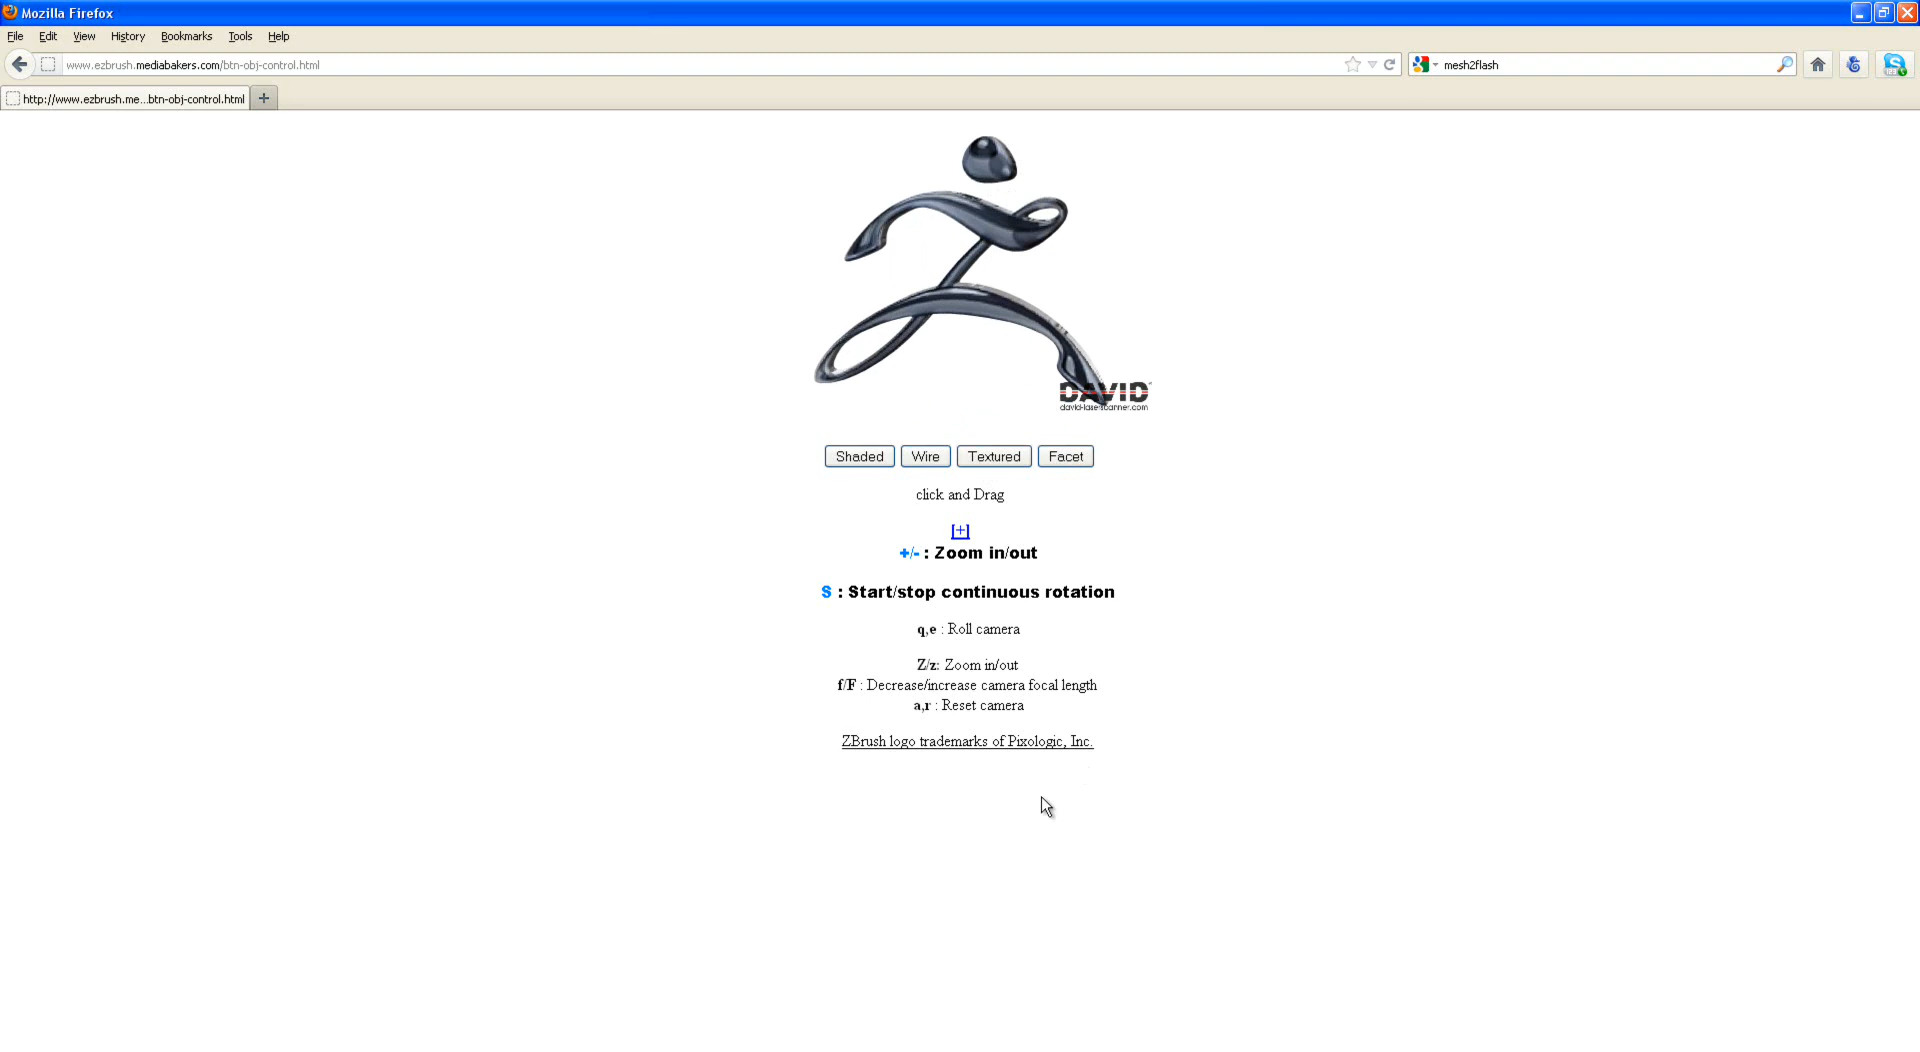 Mozilla Firefox
File Edit View History Bookmarks Tools Help
www.ezbrush.mediabakers.com/btn-obj-control.html
mesh2flash
http://www.ezbrush.me...btn-obj-control.html
DAVID
david-laserscanner.com
Shaded Wire Textured Facet
click and Drag
[+]
+/- : Zoom in/out
S : Start/stop continuous rotation
q,e : Roll camera
Z/z: Zoom in/out
f/F : Decrease/increase camera focal length
a,r : Reset camera
ZBrush logo trademarks of Pixologic, Inc.